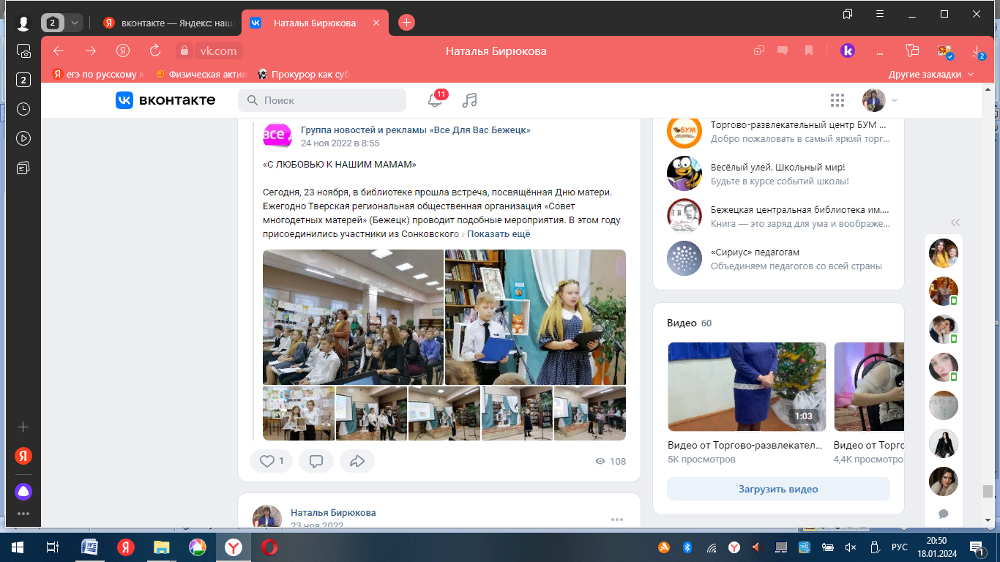 2
вконтакте — Яндекс: наш
Наталья Бирюкова
vk.com
Наталья Бирюкова
2
егэ по русскому я
Физическая актив
Прокурор как суб
Другие закладки
2
вконтакте
Поиск
11
все
Группа новостей и рекламы «Все Для Вас Бежецк»
24 ноя 2022 в 8:55
«С ЛЮБОВЬЮ К НАШИМ МАМАМ»
Сегодня, 23 ноября, в библиотеке прошла встреча, посвящённая Дню матери.
Ежегодно Тверская региональная общественная организация «Совет
многодетных матерей» (Бежецк) проводит подобные мероприятия. В этом году
присоединились участники из Сонковского и Показать ещё
1
108
Наталья Бирюкова
23 ноя 2022
БУМ
Торгово-развлекательный центр БУМ ...
Добро пожаловать в самый яркий торг...
Весёлый улей. Школьный мир!
Будьте в курсе событий школы!
Бежецкая центральная библиотека им....
Книга — это заряд для ума и воображе...
«Сириус» педагогам
Объединяем педагогов со всей страны
Видео 60
1:03
Видео от Торгово-развлекател...
5K просмотров
Видео от Торго
4,4K просмотро
Загрузить видео
РУС
20:50
18.01.2024
1